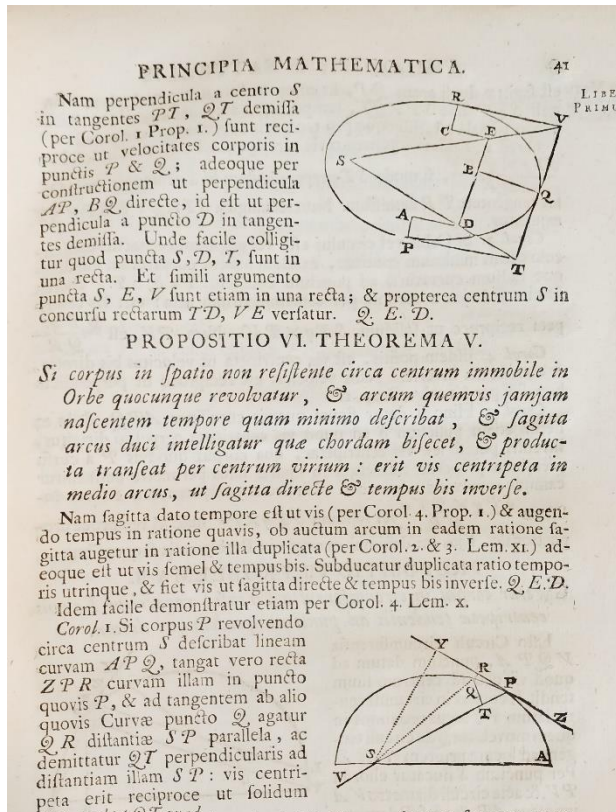 PRINCIPIA MATHEMATICA. 41
LIBE
PRIMU
Nam perpendicula a centro S
in tangentes PT, QT demiſſa
(per Corol. 1 Prop. 1.) ſunt reci-
proce ut velocitates corporis in
punctis P & Q; adeoque per
conſtructionem ut perpendicula
AP, BQ directe, id eſt ut per-
pendicula a puncto D in tangen-
tes demiſſa. Unde facile colligi-
tur quod puncta S, D, T, ſunt in
una recta. Et ſimili argumento
puncta S, E, V ſunt etiam in una recta; & propterea centrum S in
concurſu rectarum TD, VE verſatur. Q. E. D.
R
V
C
E
S
B
Q
A
D
P
T
PROPOSITIO VI. THEOREMA V.
Si corpus in ſpatio non reſiſtente circa centrum immobile in
Orbe quocunque revolvatur, & arcum quemvis jamjam
naſcentem tempore quam minimo deſcribat, & ſagitta
arcus duci intelligatur quæ chordam biſecet, & produc-
ta tranſeat per centrum virium: erit vis centripeta in
medio arcus, ut ſagitta directe & tempus bis inverſe.
Nam ſagitta dato tempore eſt ut vis (per Corol. 4. Prop. 1.) & augen-
do tempus in ratione quavis, ob auctum arcum in eadem ratione ſa-
gitta augetur in ratione illa duplicata (per Corol. 2. & 3. Lem. XI.) ad-
eoque eſt ut vis ſemel & tempus bis. Subducatur duplicata ratio tempo-
ris utrinque, & fiet vis ut ſagitta directe & tempus bis inverſe. Q. E. D.
Idem facile demonſtratur etiam per Corol. 4. Lem. X.
Corol. 1. Si corpus P revolvendo
circa centrum S deſcribat lineam
curvam APQ, tangat vero recta
ZPR curvam illam in puncto
quovis P, & ad tangentem ab alio
quovis Curvæ puncto Q agatur
QR diſtantiæ SP parallela, ac
demittatur QT perpendicularis ad
diſtantiam illam SP: vis centri-
peta erit reciproce ut ſolidum
Y
R
Q
P
T
Z
S
V
A